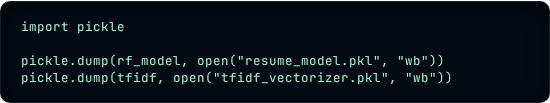 import pickle

pickle.dump(rf_model, open("resume_model.pkl", "wb"))
pickle.dump(tfidf, open("tfidf_vectorizer.pkl", "wb"))